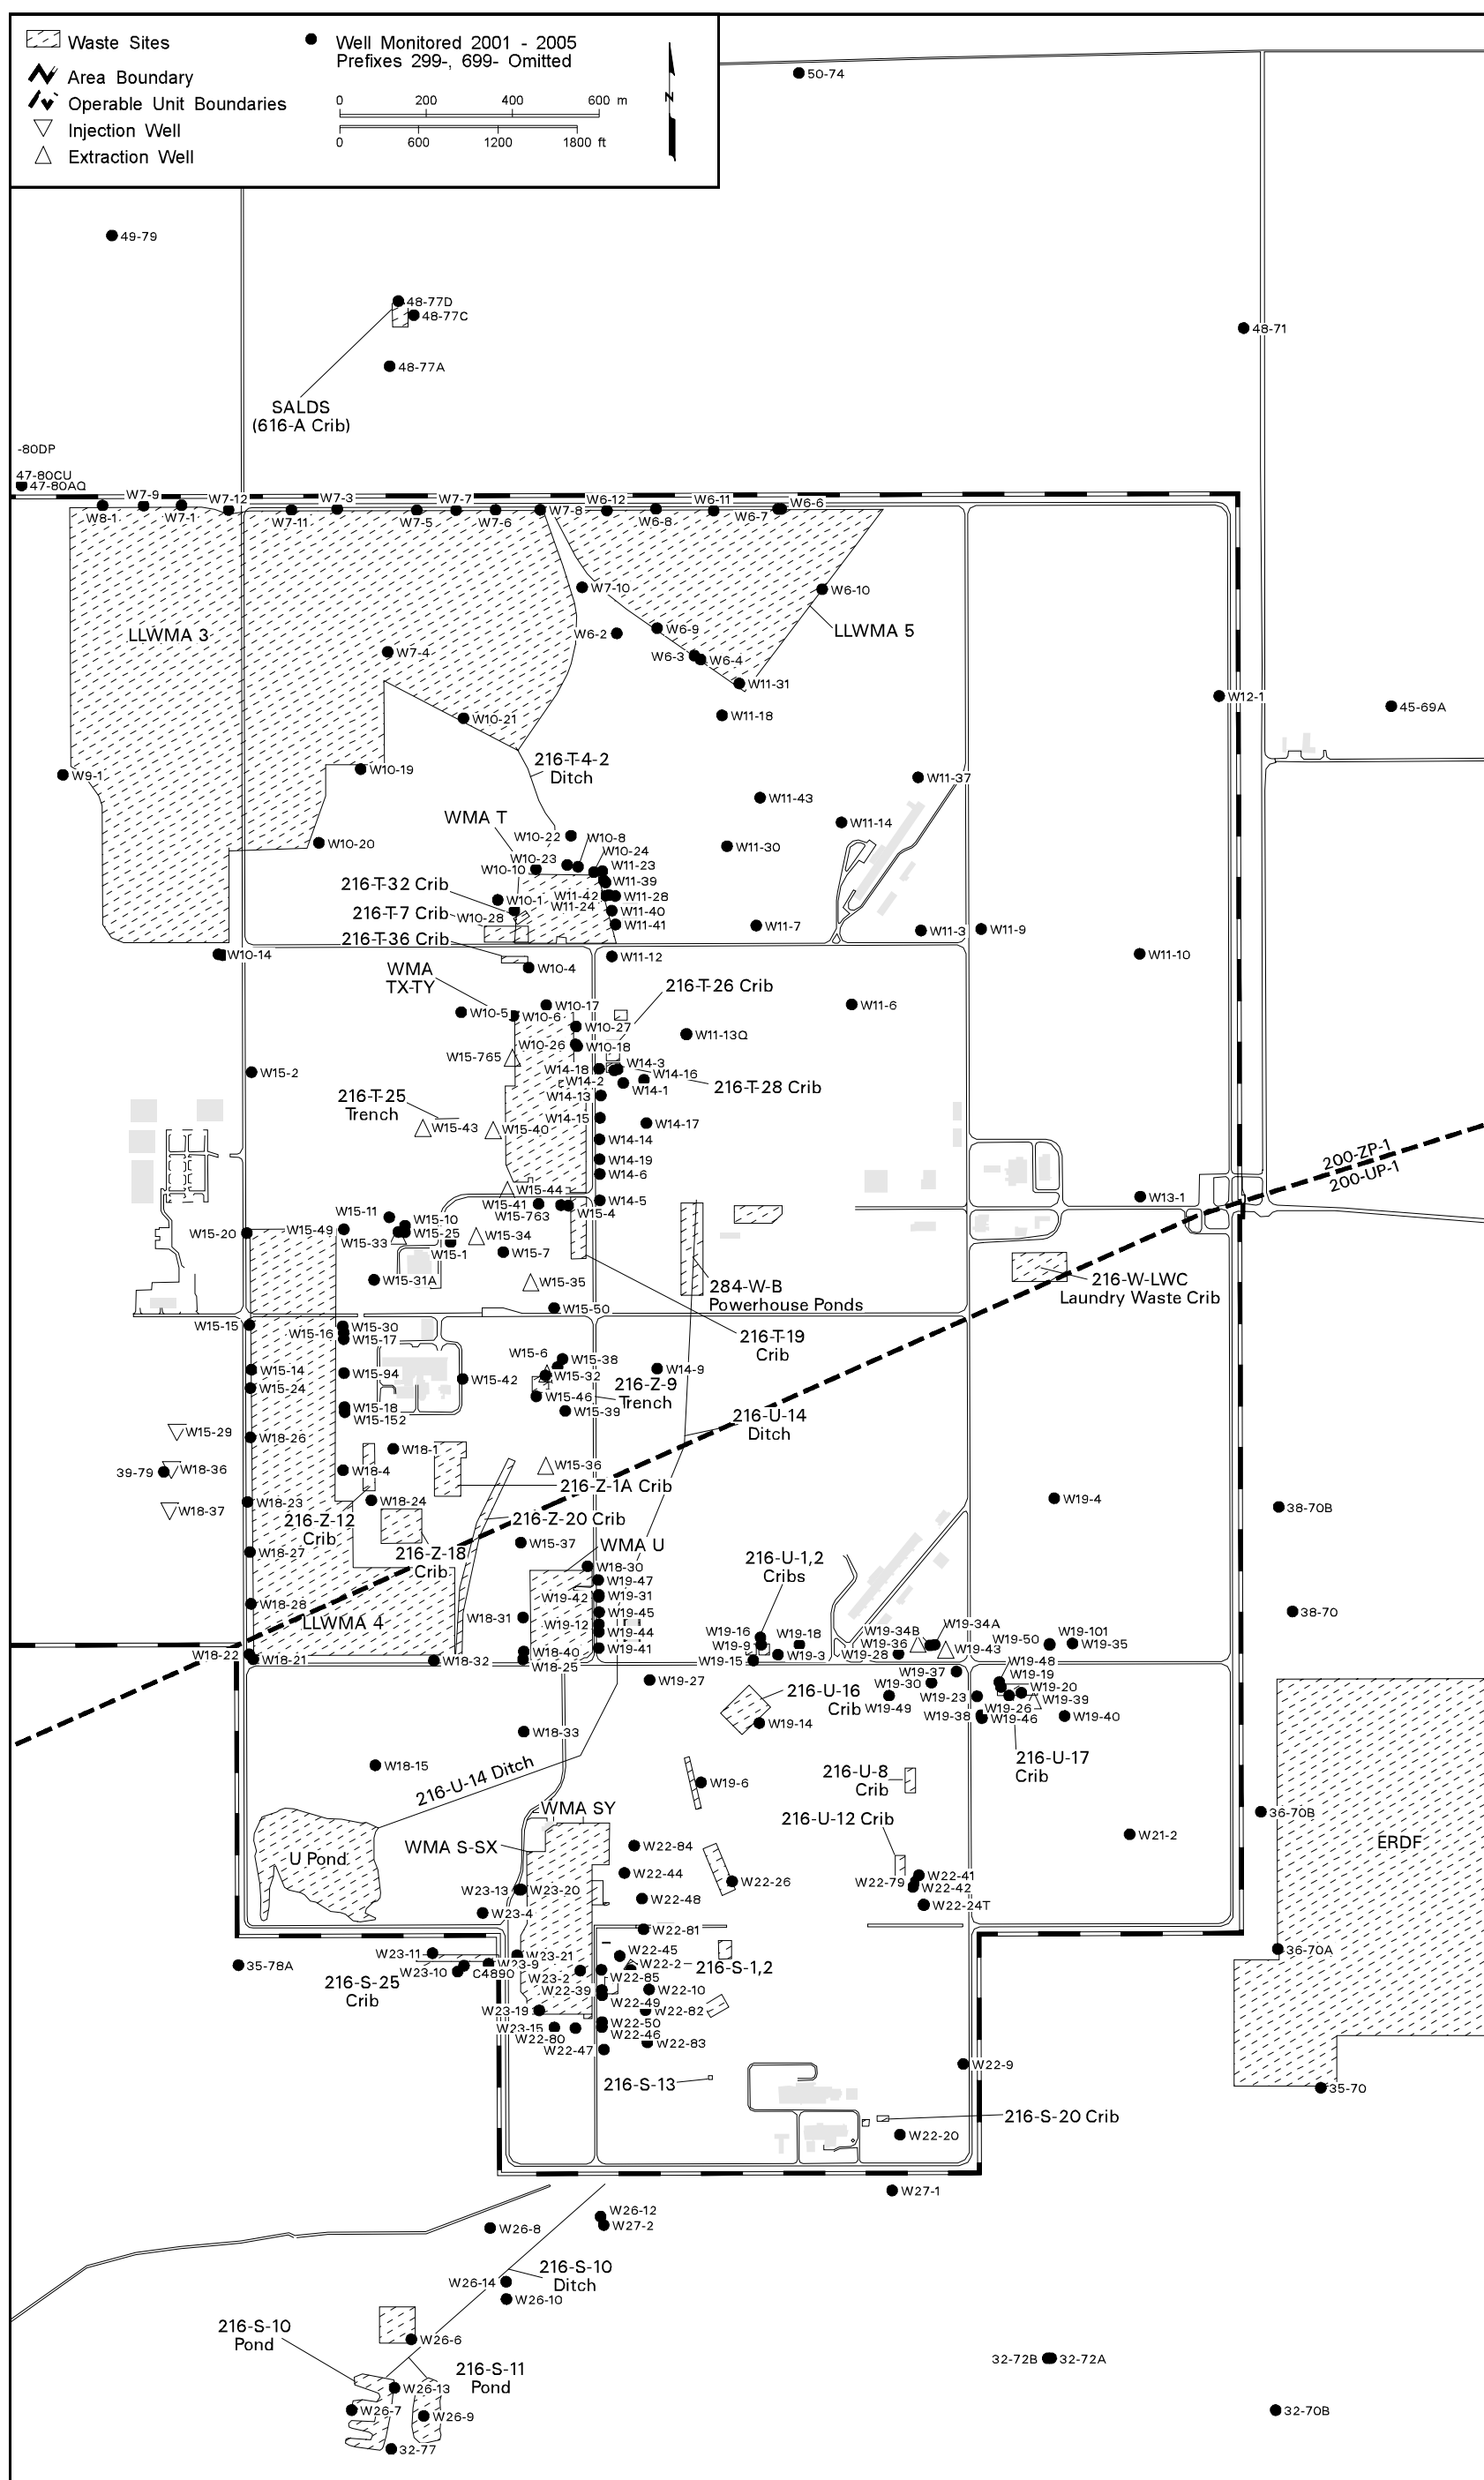 Waste Sites
Area Boundary
Operable Unit Boundaries
Injection Well
Extraction Well
Well Monitored 2001 - 2005
Prefixes 299-, 699- Omitted
0 200 400 600 m
0 600 1200 1800 ft
N
50-74
49-79
48-77D
48-77C
48-71
48-77A
SALDS
(616-A Crib)
-80DP
47-80CU
47-80AQ
W7-9
W7-12
W7-3
W7-7
W6-12
W6-11
W6-6
W8-1
W7-1
W7-11
W7-5
W7-6
W7-8
W6-8
W6-7
W7-10
W6-10
LLWMA 3
W6-2
W6-9
LLWMA 5
W7-4
W6-3
W6-4
W11-31
W12-1
45-69A
W10-21
W11-18
216-T-4-2
Ditch
W9-1
W10-19
W11-37
W11-43
WMA T
W11-14
W10-22
W10-8
W10-20
W10-24
W11-30
W10-23
W10-10
W11-23
216-T-32 Crib
W11-39
W10-1
W11-42
W11-28
W11-24
216-T-7 Crib
W10-28
W11-40
W11-41
W11-7
W11-3
W11-9
216-T-36 Crib
W10-14
W11-12
W11-10
WMA
TX-TY
W10-4
216-T-26 Crib
W10-17
W11-6
W10-5
W10-6
W10-27
W11-13Q
W10-26
W10-18
W15-765
W14-3
W14-18
W14-16
W15-2
W14-2
W14-1
216-T-28 Crib
216-T-25
Trench
W14-13
W14-15
W14-17
W15-43
W15-40
W14-14
200-ZP-1
200-UP-1
W14-19
W14-6
W15-44
W15-41
W14-5
W13-1
W15-11
W15-763
W15-4
W15-10
W15-49
W15-20
W15-25
W15-33
W15-34
W15-1
W15-7
W15-31A
W15-35
284-W-B
Powerhouse Ponds
216-W-LWC
Laundry Waste Crib
W15-50
W15-15
W15-30
W15-16
W15-17
216-T-19
Crib
W15-6
W15-38
W15-14
W15-94
W15-32
W14-9
W15-42
W15-24
216-Z-9
Trench
W15-46
W15-18
W15-39
W15-152
216-U-14
Ditch
W15-29
W18-26
W18-1
39-79
W18-36
W18-4
W15-36
216-Z-1A Crib
W18-23
W18-24
W19-4
38-70B
W18-37
216-Z-12
Crib
216-Z-20 Crib
W15-37
WMA U
W18-27
216-Z-18
Crib
216-U-1,2
Cribs
W18-30
W19-47
W19-42
W19-31
W18-28
W18-31
W19-45
38-70
LLWMA 4
W19-12
W19-44
W19-16
W19-18
W19-34B
W19-34A
W19-9
W19-36
W19-43
W19-50
W19-101
W19-35
W19-41
W18-22
W18-21
W18-32
W18-40
W18-25
W19-15
W19-3
W19-28
W19-48
W19-37
W19-27
W19-19
W19-30
W19-20
216-U-16
Crib
W19-49
W19-23
W19-39
W19-26
W19-14
W19-38
W19-46
W19-40
W18-33
W18-15
216-U-14 Ditch
216-U-17
Crib
216-U-8
Crib
W19-6
WMA SY
216-U-12 Crib
36-70B
W21-2
ERDF
WMA S-SX
W22-84
U Pond
W22-44
W22-26
W22-41
W22-79
W22-42
W23-13
W23-20
W22-48
W22-24T
W23-4
W22-81
36-70A
W23-11
W23-21
W22-45
35-78A
W23-9
W22-2
216-S-1,2
W23-10
C4890
W23-2
W22-85
216-S-25
Crib
W22-39
W22-10
W22-49
W23-19
W22-82
W22-50
W23-15
W22-46
W22-80
W22-83
W22-47
W22-9
216-S-13
35-70
216-S-20 Crib
W22-20
W27-1
W26-12
W27-2
W26-8
216-S-10
Ditch
W26-14
W26-10
216-S-10
Pond
W26-6
32-72B
32-72A
216-S-11
Pond
W26-13
W26-7
W26-9
32-70B
32-77